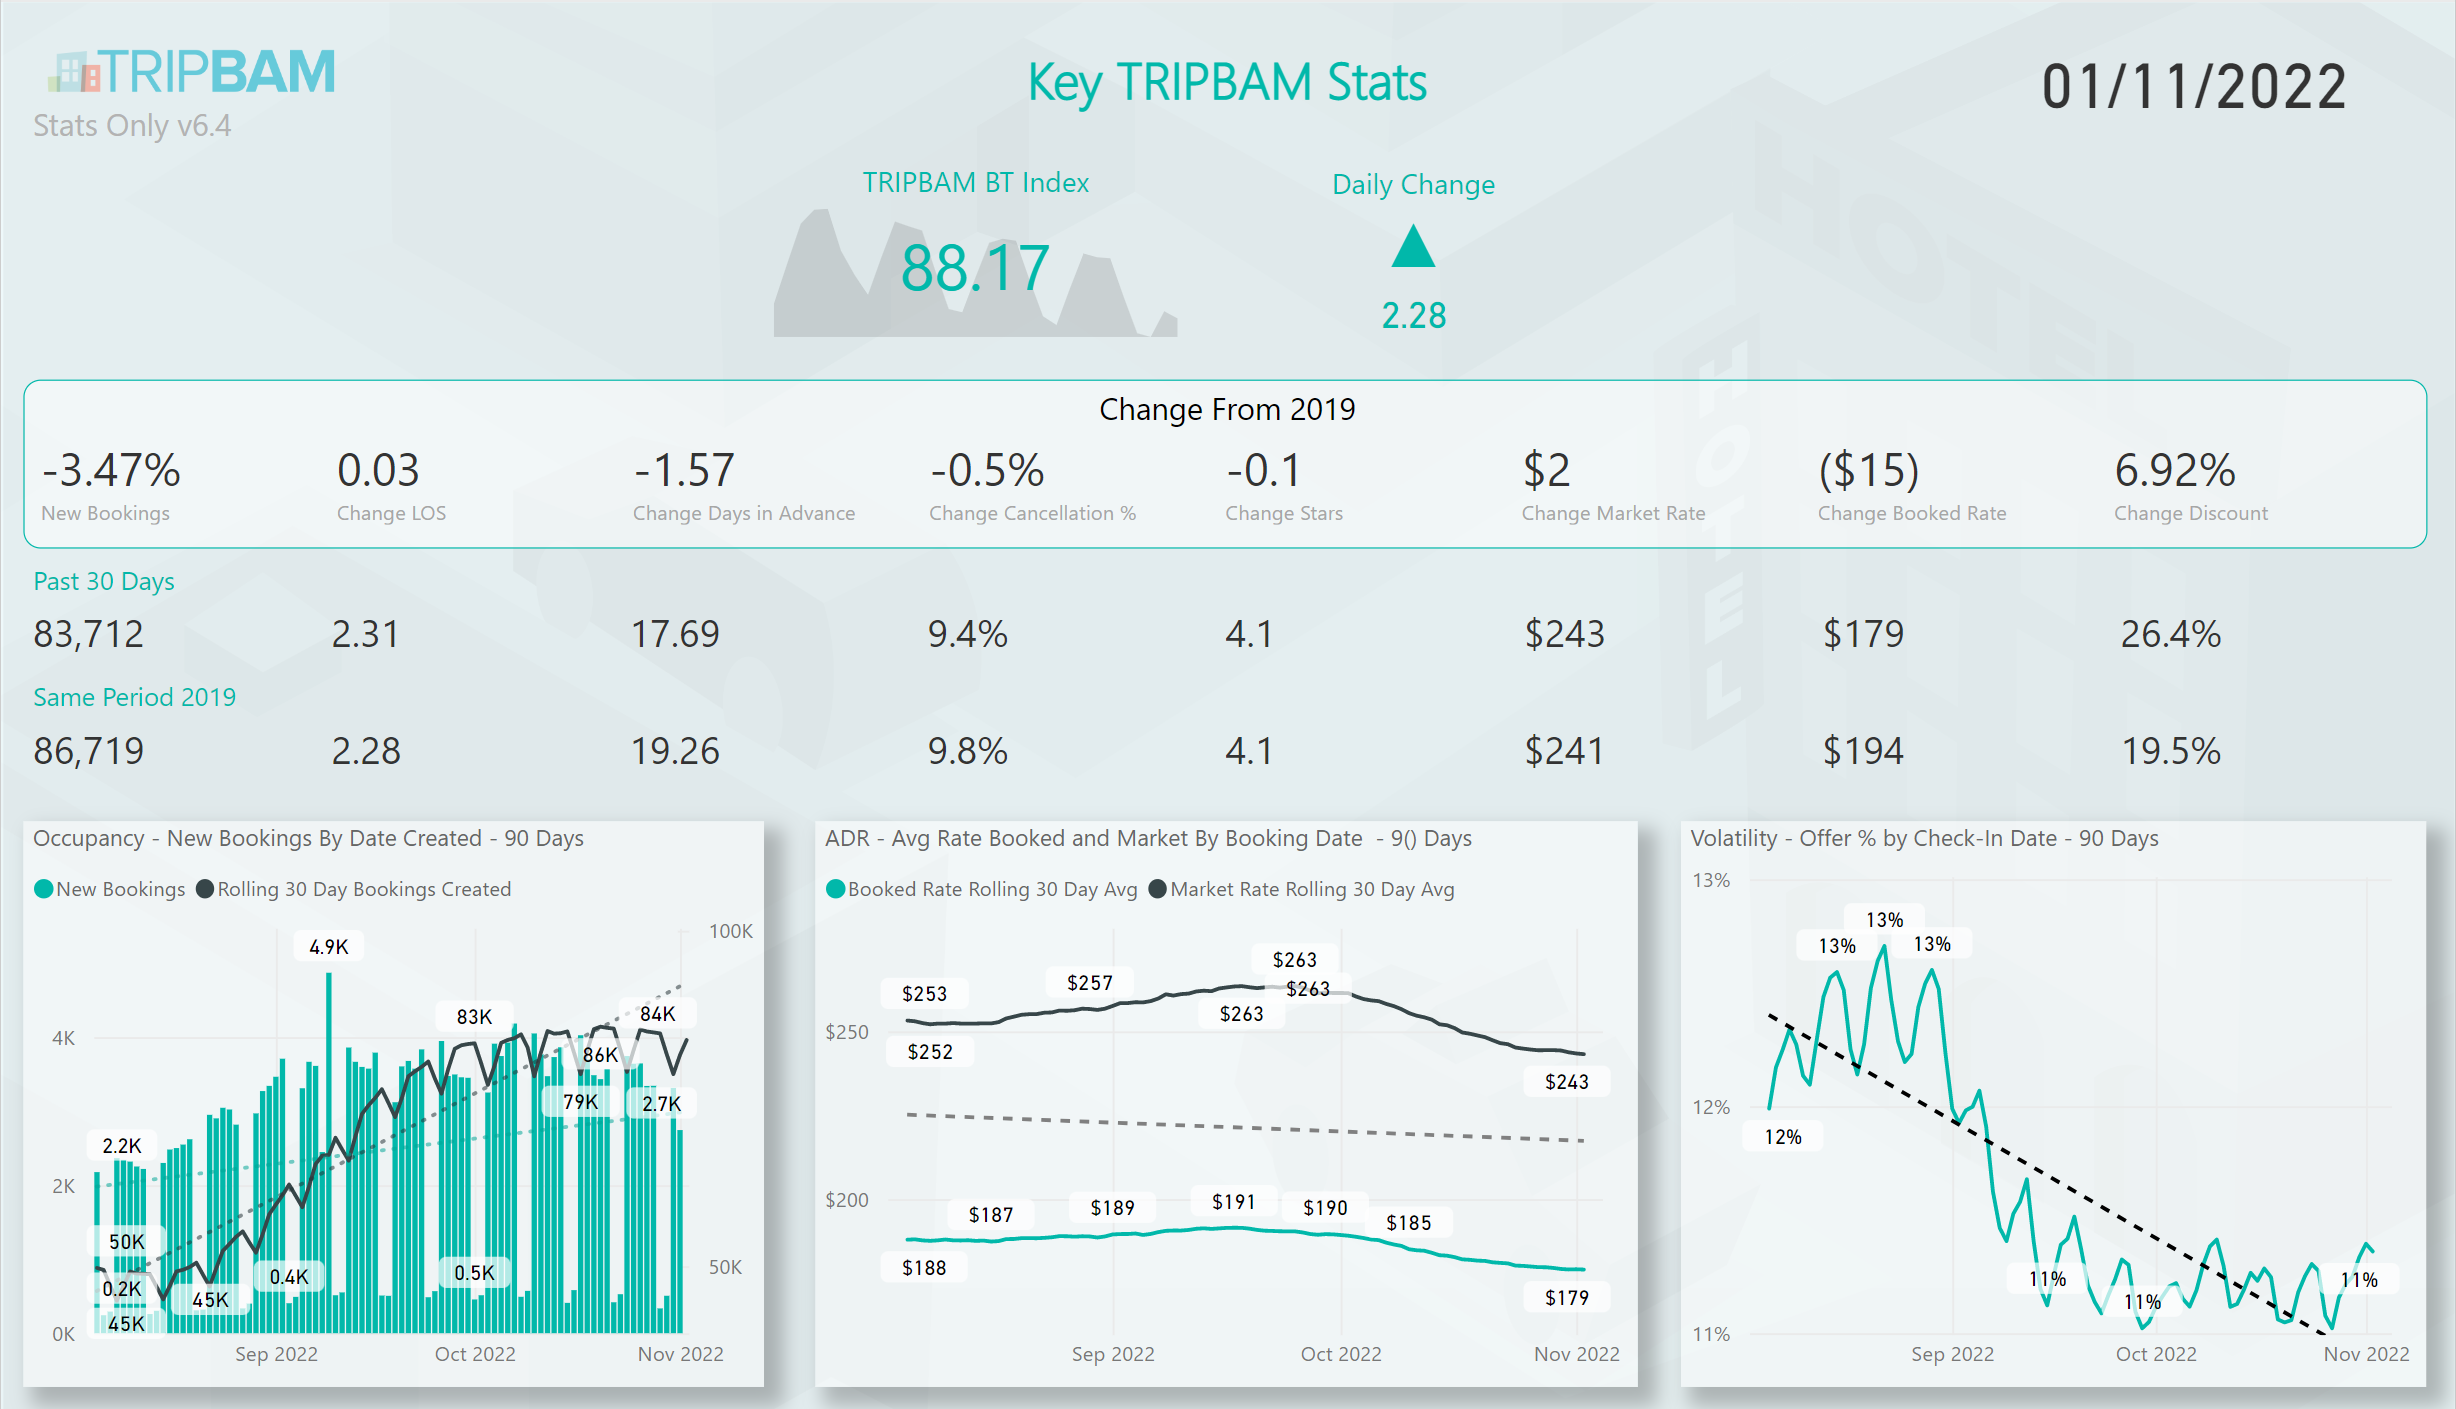 TRIPBAM
Stats Only v6.4
Key TRIPBAM Stats
01/11/2022
TRIPBAM BT Index
88.17
Daily Change
2.28
Change From 2019
-3.47% 0.03 -1.57 -0.5% -0.1 $2 ($15) 6.92%
New Bookings Change LOS Change Days in Advance Change Cancellation % Change Stars Change Market Rate Change Booked Rate Change Discount
Past 30 Days
83,712 2.31 17.69 9.4% 4.1 $243 $179 26.4%
Same Period 2019
86,719 2.28 19.26 9.8% 4.1 $241 $194 19.5%
HOTEL
HOTEL
Occupancy - New Bookings By Date Created - 90 Days
New Bookings Rolling 30 Day Bookings Created
100K
4.9K
83K
84K
4K
86K
79K
2.7K
2.2K
2K
50K
50K
0.2K
0.4K
0.5K
45K
45K
0K
Sep 2022 Oct 2022 Nov 2022
ADR - Avg Rate Booked and Market By Booking Date - 9() Days
Booked Rate Rolling 30 Day Avg Market Rate Rolling 30 Day Avg
$263
$257
$263
$253
$263
$250
$252
$243
$200
$191
$189
$190
$187
$185
$188
$179
Sep 2022 Oct 2022 Nov 2022
Volatility - Offer % by Check-In Date - 90 Days
13%
13%
13%
13%
12%
12%
11%
11%
11%
11%
Sep 2022 Oct 2022 Nov 2022